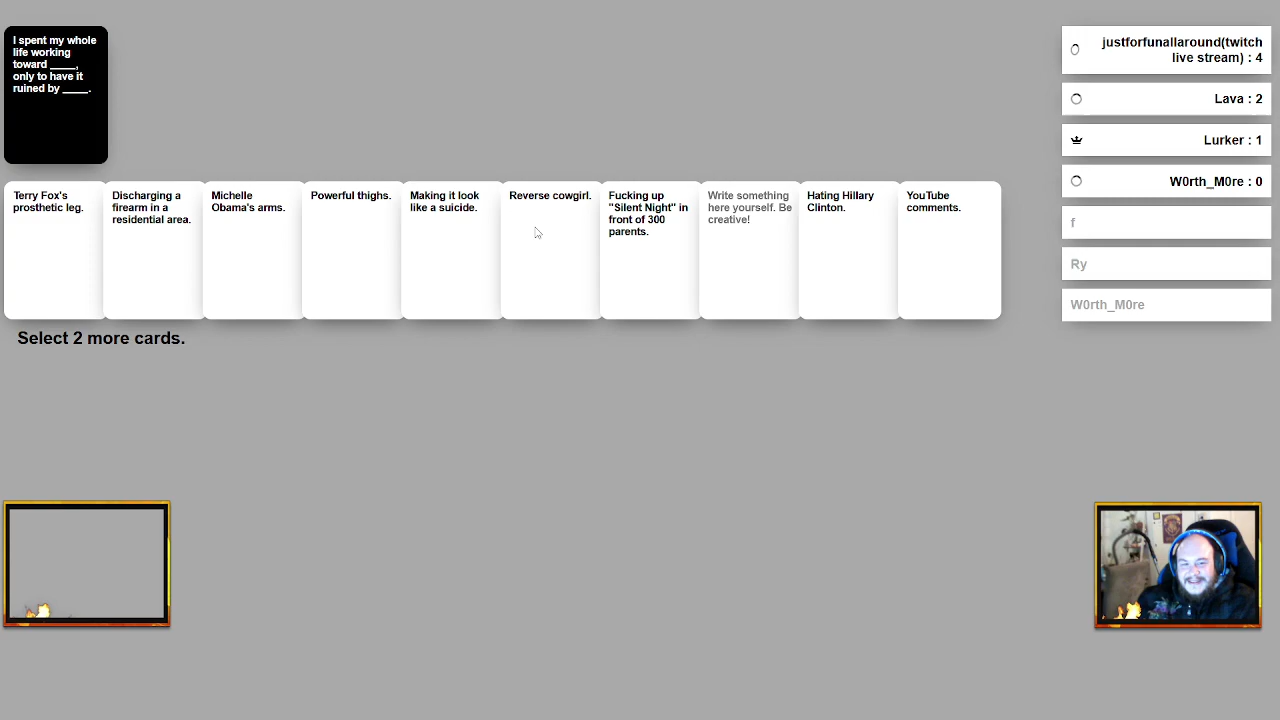 I spent my whole
life working
toward ____,
only to have it
ruined by ____.
Terry Fox's
prosthetic leg.
Discharging a
firearm in a
residential area.
Michelle
Obama's arms.
Powerful thighs.
Making it look
like a suicide.
Reverse cowgirl.
Fucking up
"Silent Night" in
front of 300
parents.
Write something
here yourself. Be
creative!
Hating Hillary
Clinton.
YouTube
comments.
Select 2 more cards.
justforfunallaround(twitch
live stream) : 4
Lava : 2
Lurker : 1
W0rth_M0re : 0
f
Ry
W0rth_M0re